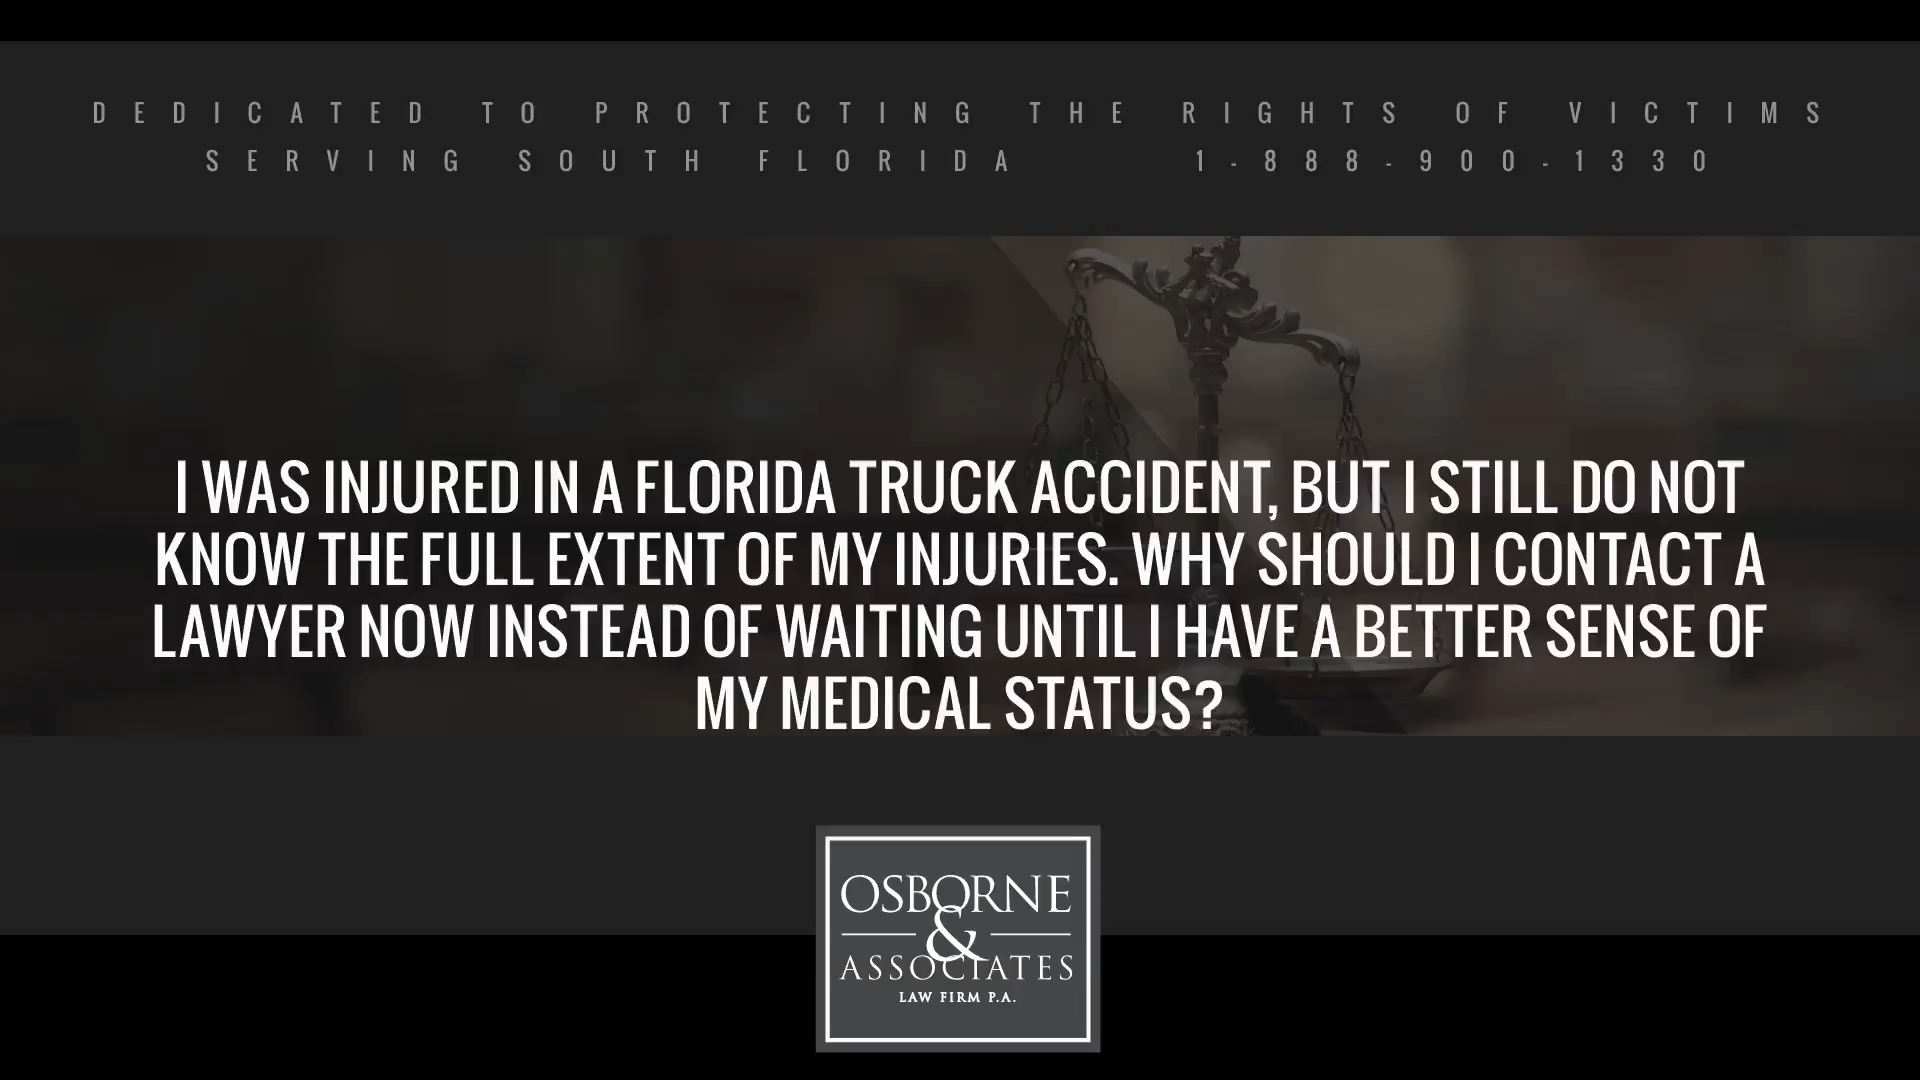 DEDICATED TO PROTECTING THE RIGHTS OF VICTIMS
SERVING SOUTH FLORIDA 1-888-900-1330
I WAS INJURED IN A FLORIDA TRUCK ACCIDENT, BUT I STILL DO NOT
KNOW THE FULL EXTENT OF MY INJURIES. WHY SHOULD I CONTACT A
LAWYER NOW INSTEAD OF WAITING UNTIL I HAVE A BETTER SENSE OF
MY MEDICAL STATUS?
OSBORNE
&
ASSOCIATES
LAW FIRM P.A.